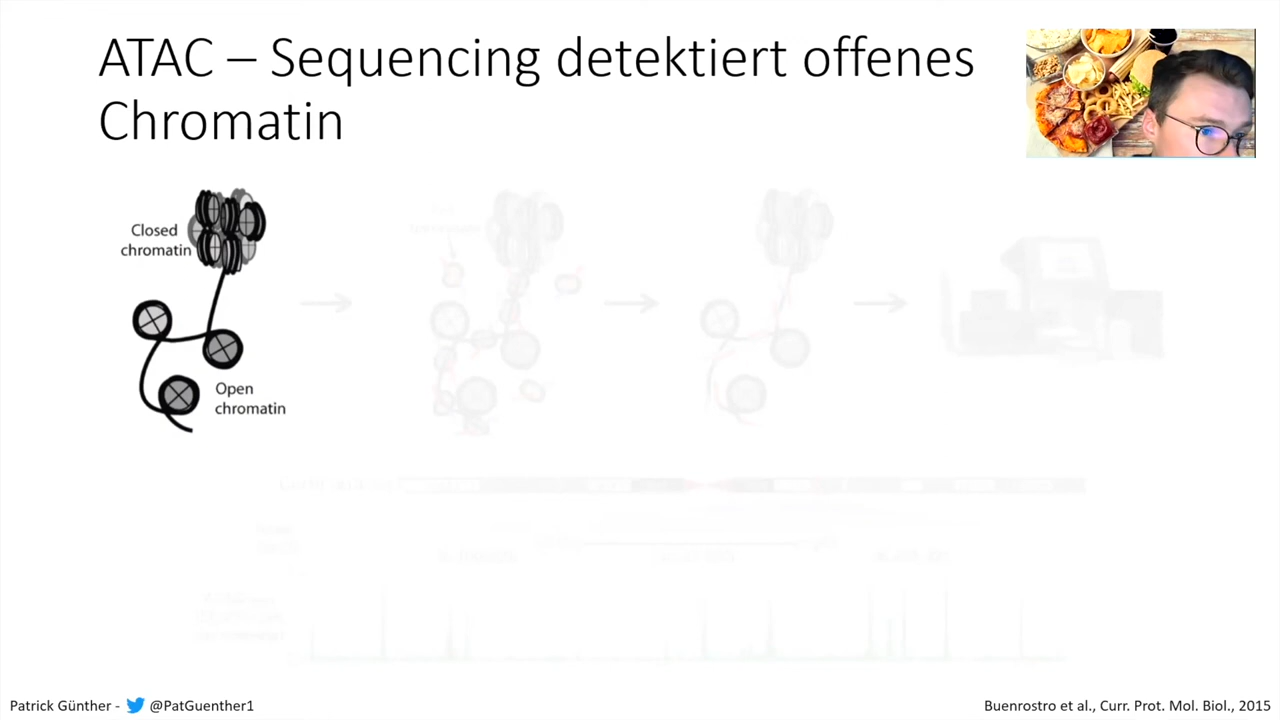 ATAC – Sequencing detektiert offenes
Chromatin
Closed
chromatin
Open
chromatin
Patrick Günther - @PatGuenther1
Buenrostro et al., Curr. Prot. Mol. Biol., 2015